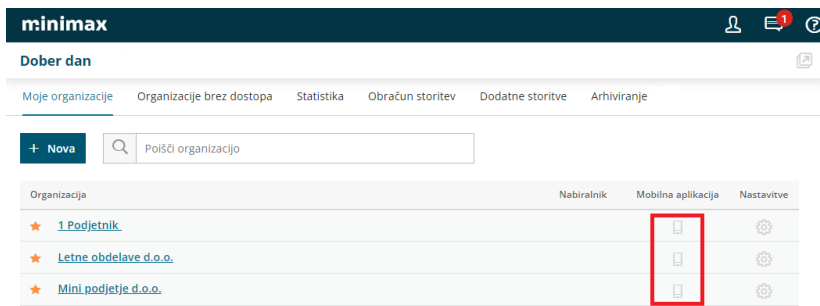 minimax
1
Dober dan
Moje organizacije Organizacije brez dostopa Statistika Obračun storitev Dodatne storitve Arhiviranje
+ Nova Poišči organizacijo
Organizacija Nabiralnik Mobilna aplikacija Nastavitve
1 Podjetnik
Letne obdelave d.o.o.
Mini podjetje d.o.o.